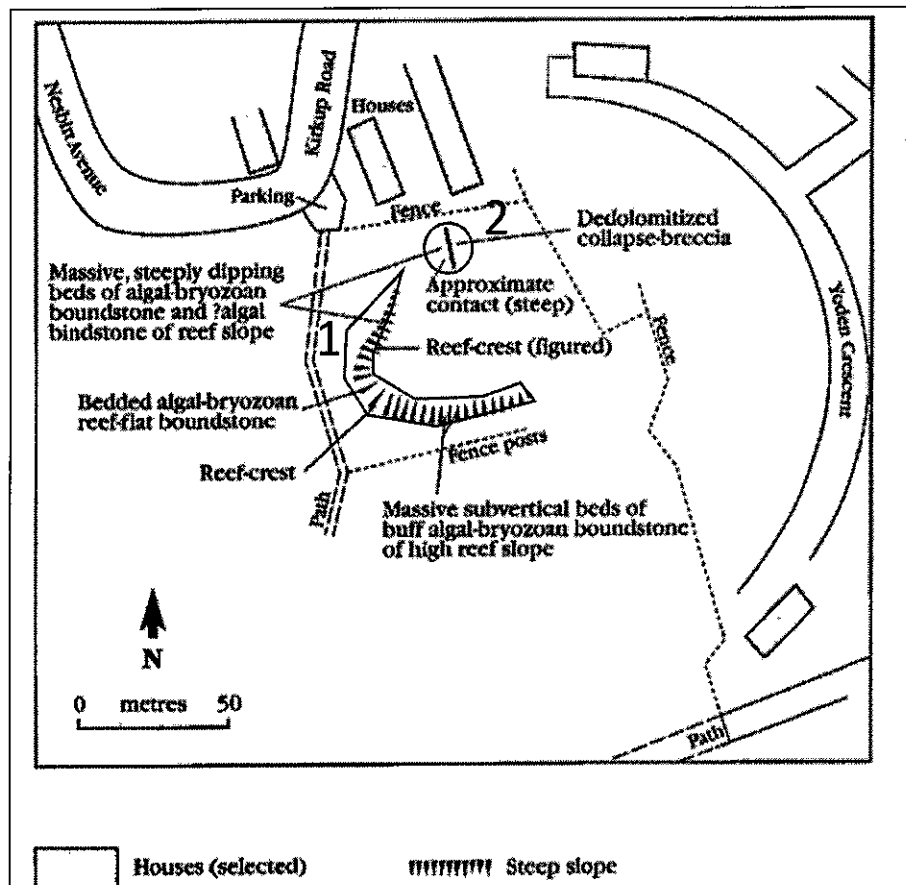 Nesbitt Avenue
Kirkup Road
Houses
Parking
Fence
2
Dedolomitized
collapse-breccia
Massive, steeply dipping
beds of algal-bryozoan
boundstone and ?algal
bindstone of reef slope
Approximate
contact (steep)
1
Reef-crest (figured)
Fence
Yoden Crescent
Bedded algal-bryozoan
reef-flat boundstone
Fence posts
Reef-crest
Path
Massive subvertical beds of
buff algal-bryozoan boundstone
of high reef slope
N
0 metres 50
Path
Houses (selected)
Steep slope